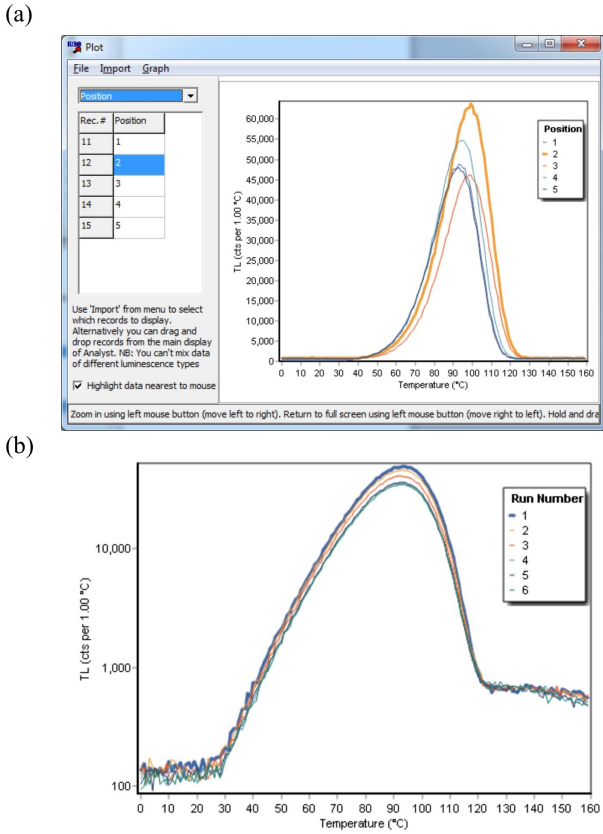 (a)
RISØ Plot
File Import Graph
Position
Rec.# Position
11 1
12 2
13 3
14 4
15 5
Use 'Import' from menu to select
which records to display.
Alternatively you can drag and
drop records from the main display
of Analyst. NB: You can't mix data
of different luminescence types
Highlight data nearest to mouse
TL (cts per 1.00 °C)
60,000
55,000
50,000
45,000
40,000
35,000
30,000
25,000
20,000
15,000
10,000
5,000
0
0 10 20 30 40 50 60 70 80 90 100 110 120 130 140 150 160
Temperature (°C)
Position
1
2
3
4
5
Zoom in using left mouse button (move left to right). Return to full screen using left mouse button (move right to left). Hold and dra
(b)
TL (cts per 1.00 °C)
10,000
1,000
100
0 10 20 30 40 50 60 70 80 90 100 110 120 130 140 150 160
Temperature (°C)
Run Number
1
2
3
4
5
6